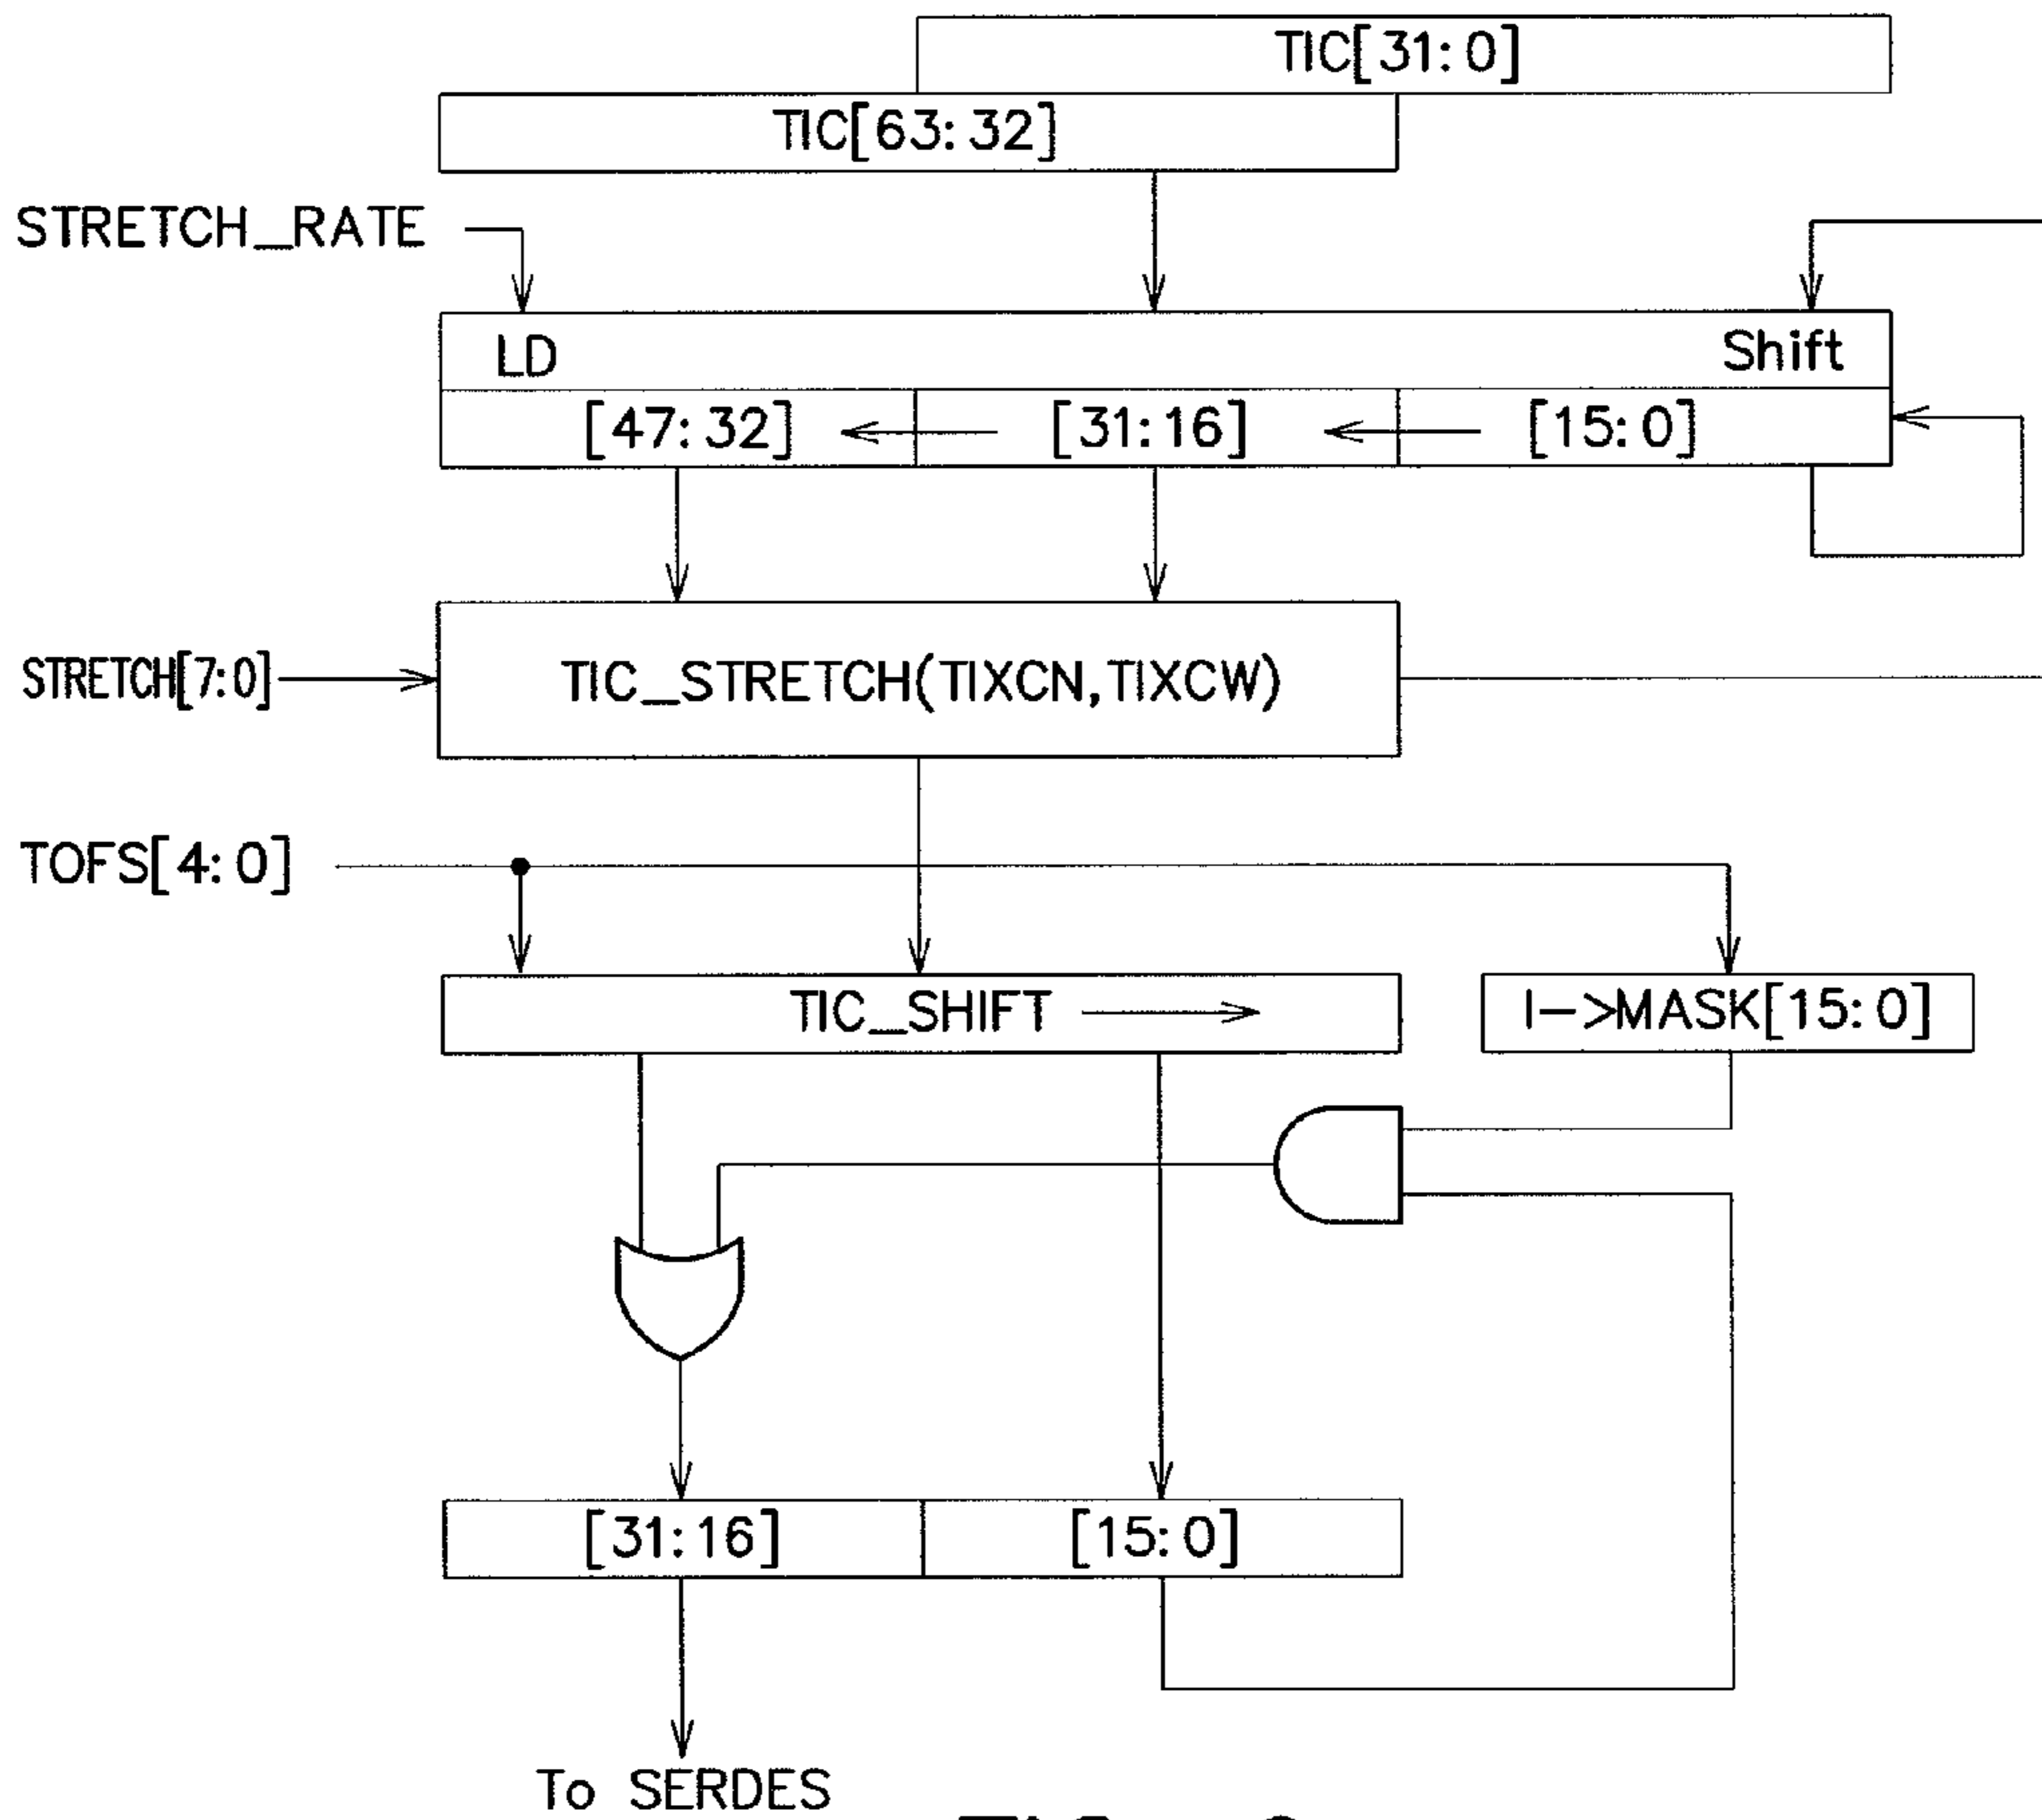 TIC[31:0]
TIC[63:32]
STRETCH_RATE
LD
Shift
[47:32]
[31:16]
[15:0]
STRETCH[7:0]
TIC_STRETCH(TIXCN,TIXCW)
TOFS[4:0]
TIC_SHIFT
I->MASK[15:0]
[31:16]
[15:0]
To SERDES